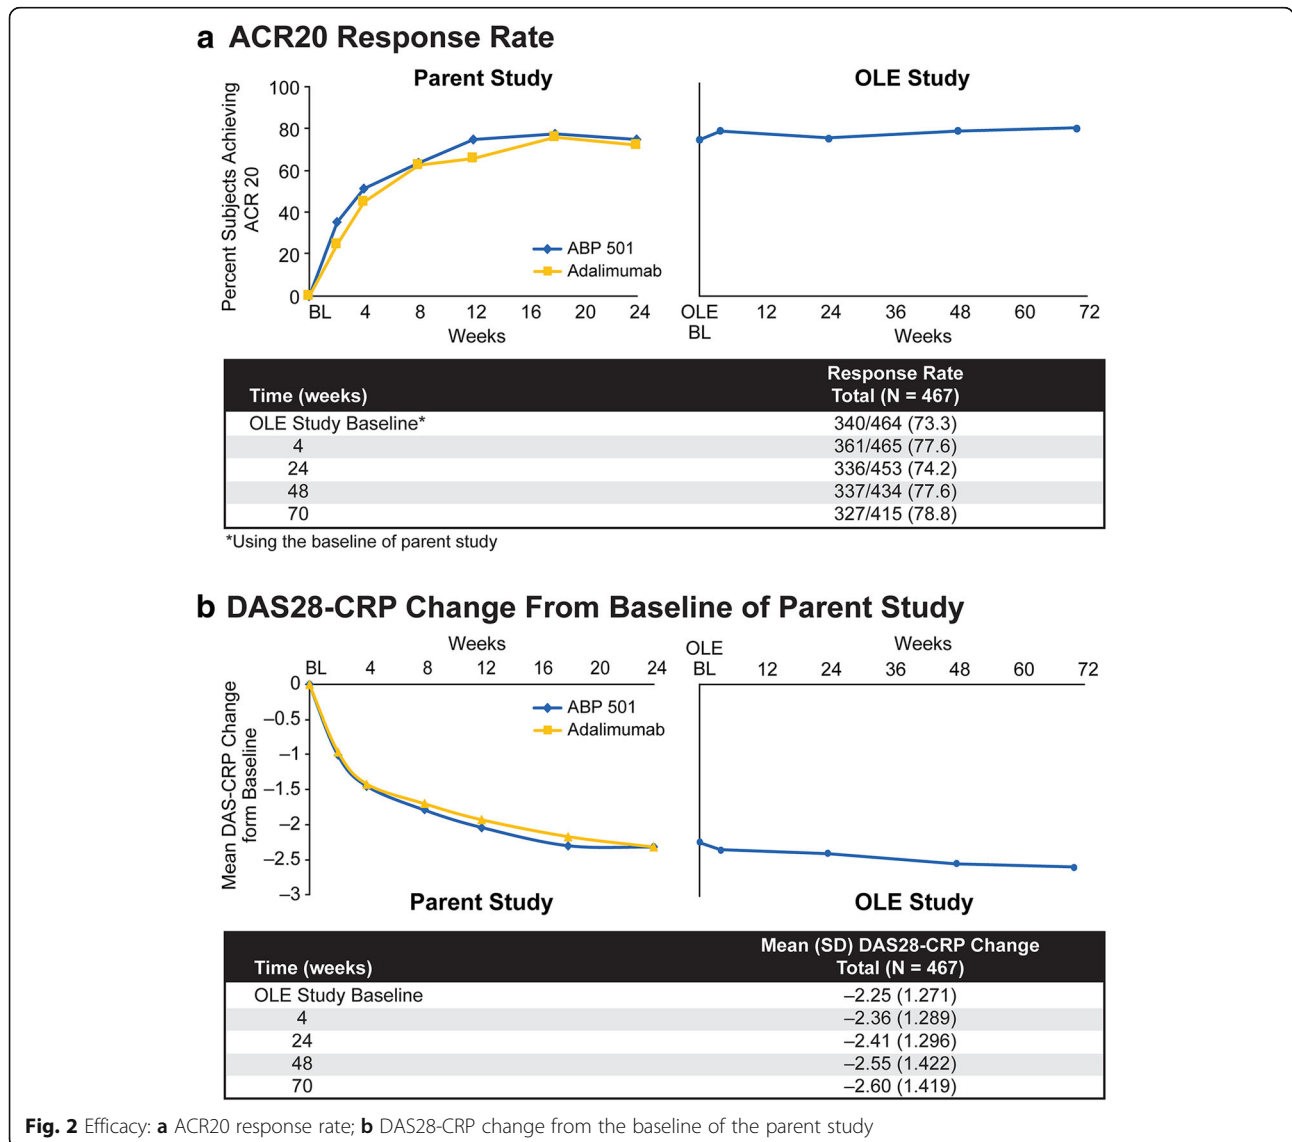 a ACR20 Response Rate
Parent Study
OLE Study
Percent Subjects Achieving
ACR 20
100
80
60
40
20
0
ABP 501
Adalimumab
BL 4 8 12 16 20 24
Weeks
OLE
BL 12 24 36 48 60 72
Weeks
Time (weeks) Response Rate
Total (N = 467)
OLE Study Baseline* 340/464 (73.3)
4 361/465 (77.6)
24 336/453 (74.2)
48 337/434 (77.6)
70 327/415 (78.8)
*Using the baseline of parent study
b DAS28-CRP Change From Baseline of Parent Study
Weeks
BL 4 8 12 16 20 24
OLE
BL 12 24 36 48 60 72
Weeks
Mean DAS-CRP Change
form Baseline
0
–0.5
–1
–1.5
–2
–2.5
–3
ABP 501
Adalimumab
Parent Study
OLE Study
Time (weeks) Mean (SD) DAS28-CRP Change
Total (N = 467)
OLE Study Baseline –2.25 (1.271)
4 –2.36 (1.289)
24 –2.41 (1.296)
48 –2.55 (1.422)
70 –2.60 (1.419)
Fig. 2 Efficacy: a ACR20 response rate; b DAS28-CRP change from the baseline of the parent study